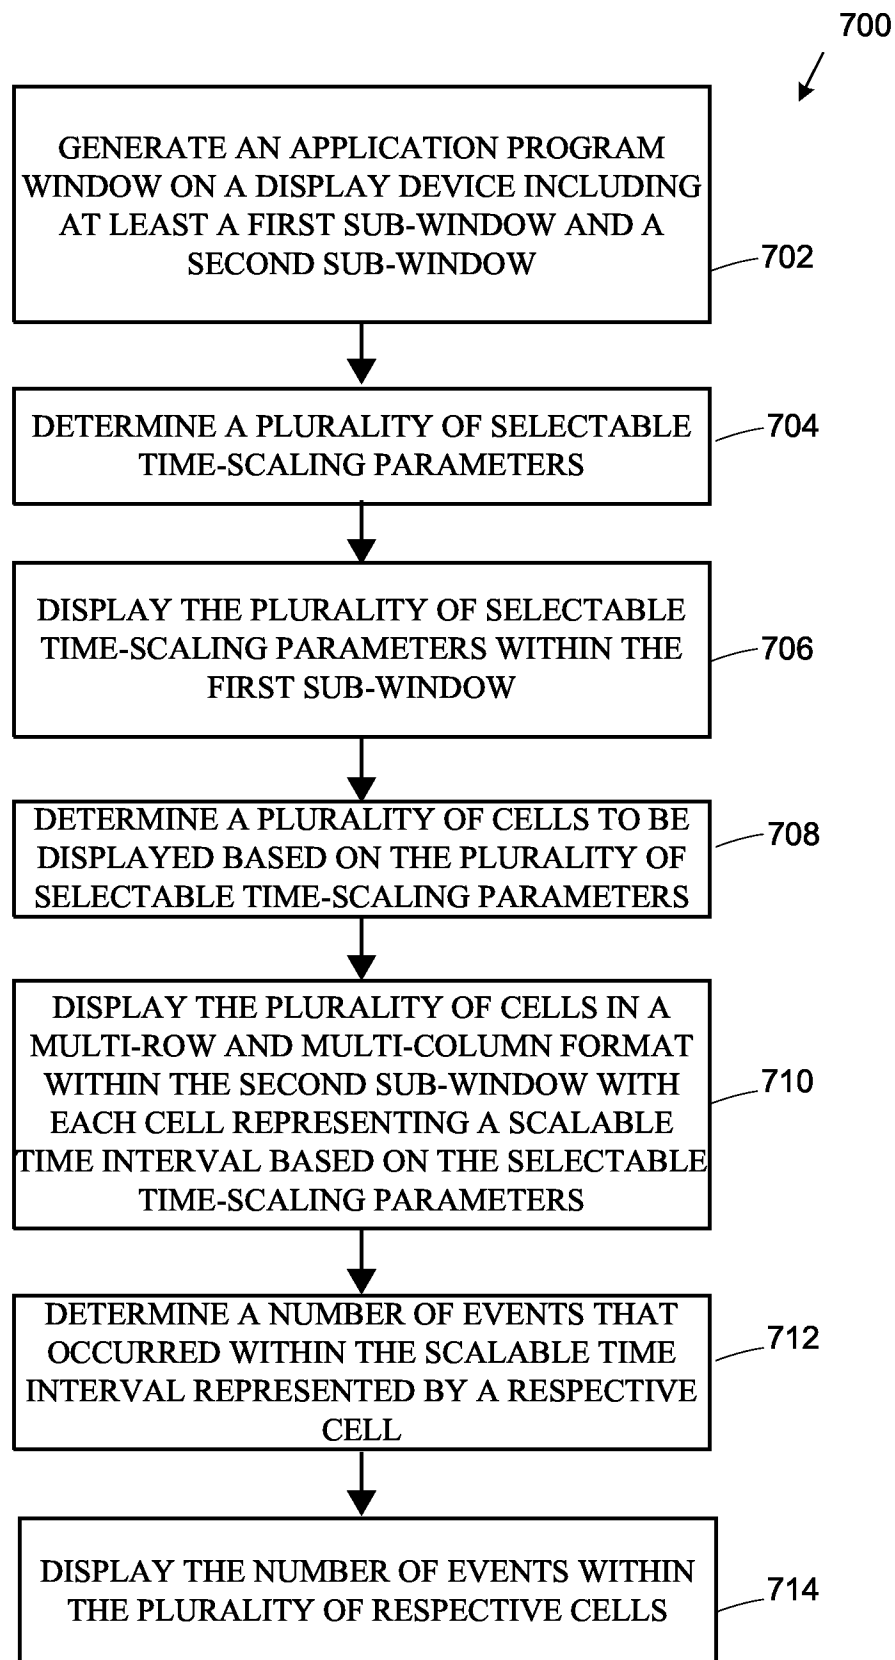 700
GENERATE AN APPLICATION PROGRAM
WINDOW ON A DISPLAY DEVICE INCLUDING
AT LEAST A FIRST SUB-WINDOW AND A
SECOND SUB-WINDOW
702
DETERMINE A PLURALITY OF SELECTABLE
TIME-SCALING PARAMETERS
704
DISPLAY THE PLURALITY OF SELECTABLE
TIME-SCALING PARAMETERS WITHIN THE
FIRST SUB-WINDOW
706
DETERMINE A PLURALITY OF CELLS TO BE
DISPLAYED BASED ON THE PLURALITY OF
SELECTABLE TIME-SCALING PARAMETERS
708
DISPLAY THE PLURALITY OF CELLS IN A
MULTI-ROW AND MULTI-COLUMN FORMAT
WITHIN THE SECOND SUB-WINDOW WITH
EACH CELL REPRESENTING A SCALABLE
TIME INTERVAL BASED ON THE SELECTABLE
TIME-SCALING PARAMETERS
710
DETERMINE A NUMBER OF EVENTS THAT
OCCURRED WITHIN THE SCALABLE TIME
INTERVAL REPRESENTED BY A RESPECTIVE
CELL
712
DISPLAY THE NUMBER OF EVENTS WITHIN
THE PLURALITY OF RESPECTIVE CELLS
714